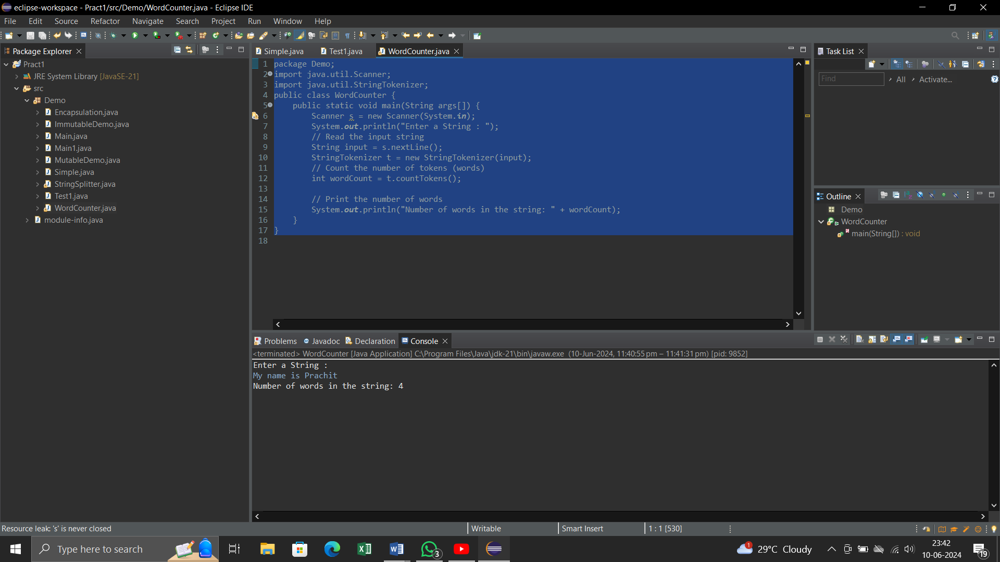 eclipse-workspace - Pract1/src/Demo/WordCounter.java - Eclipse IDE
File Edit Source Refactor Navigate Search Project Run Window Help
Package Explorer
Pract1
JRE System Library [JavaSE-21]
src
Demo
Encapsulation.java
ImmutableDemo.java
Main.java
Main1.java
MutableDemo.java
Simple.java
StringSplitter.java
Test1.java
WordCounter.java
module-info.java
Simple.java Test1.java WordCounter.java
1 package Demo;
2 import java.util.Scanner;
3 import java.util.StringTokenizer;
4 public class WordCounter {
5     public static void main(String args[]) {
6         Scanner s = new Scanner(System.in);
7         System.out.println("Enter a String : ");
8         // Read the input string
9         String input = s.nextLine();
10         StringTokenizer t = new StringTokenizer(input);
11         // Count the number of tokens (words)
12         int wordCount = t.countTokens();
13
14         // Print the number of words
15         System.out.println("Number of words in the string: " + wordCount);
16     }
17 }
18
Task List
Find All Activate...
Outline
Demo
WordCounter
main(String[]) : void
Problems Javadoc Declaration Console
<terminated> WordCounter [Java Application] C:\Program Files\Java\jdk-21\bin\javaw.exe (10-Jun-2024, 11:40:55 pm – 11:41:31 pm) [pid: 9852]
Enter a String :
My name is Prachit
Number of words in the string: 4
Resource leak: 's' is never closed Writable Smart Insert 1 : 1 [530]
Type here to search
3
1
29°C Cloudy
23:42
10-06-2024
19